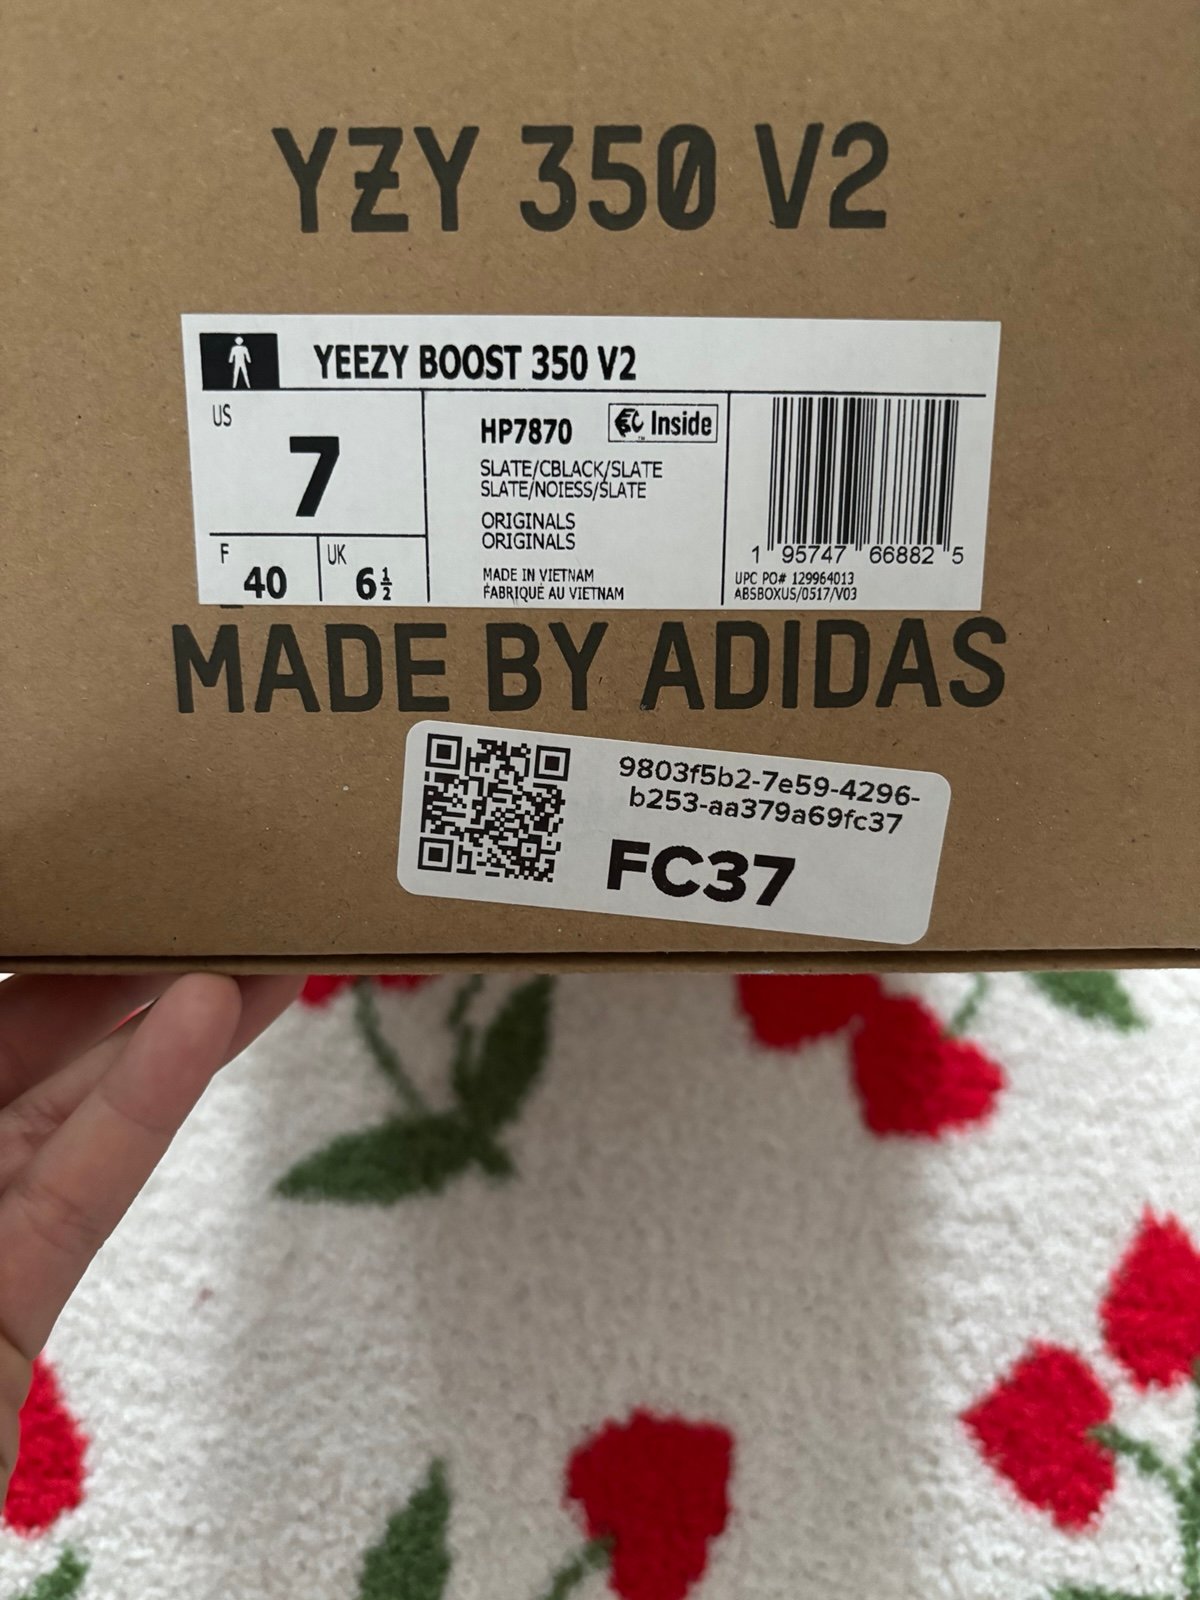 YZY 350 V2
YEEZY BOOST 350 V2
US
7
F
40
UK
6½
HP7870
Inside
SLATE/CBLACK/SLATE
SLATE/NOIESS/SLATE
ORIGINALS
ORIGINALS
MADE IN VIETNAM
FABRIQUÉ AU VIETNAM
1 95747 66882 5
UPC PO# 129964013
ABSBOXUS/0517/V03
MADE BY ADIDAS
9803f5b2-7e59-4296-
b253-aa379a69fc37
FC37